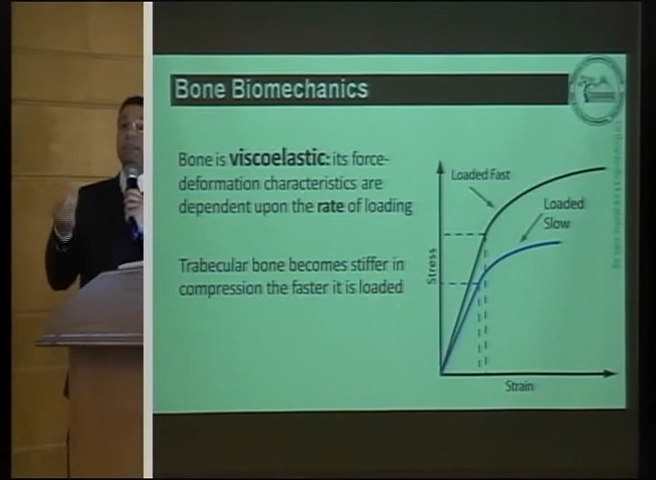 Bone Biomechanics
Bone is viscoelastic: its force-
deformation characteristics are
dependent upon the rate of loading
Trabecular bone becomes stiffer in
compression the faster it is loaded
Loaded Fast
Loaded
Slow
Stress
Strain